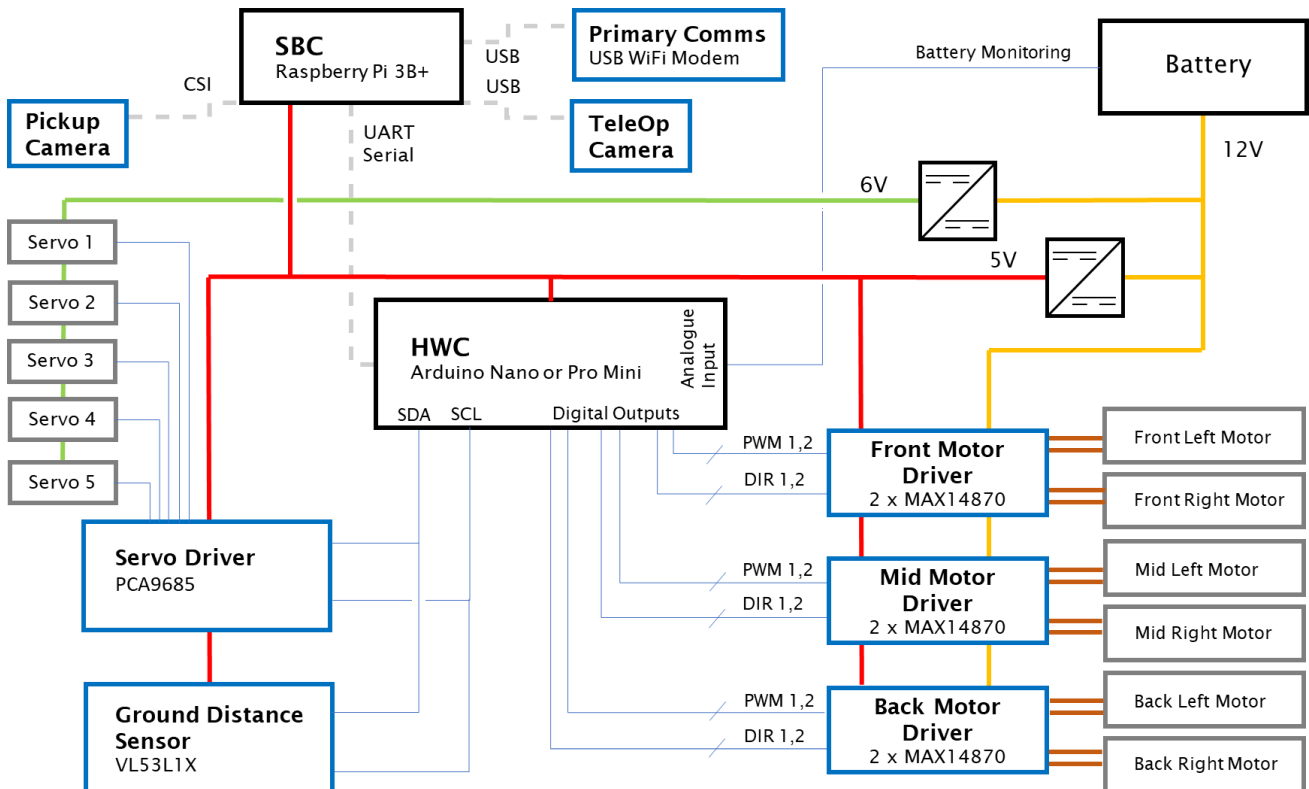 SBC
Raspberry Pi 3B+
USB
USB
Primary Comms
USB WiFi Modem
Battery Monitoring
Battery
CSI
Pickup
Camera
UART
Serial
TeleOp
Camera
12V
6V
5V
Servo 1
Servo 2
Servo 3
Servo 4
Servo 5
HWC
Arduino Nano or Pro Mini
Analogue
Input
SDA
SCL
Digital Outputs
PWM 1,2
DIR 1,2
Front Motor
Driver
2 x MAX14870
Front Left Motor
Front Right Motor
Servo Driver
PCA9685
PWM 1,2
DIR 1,2
Mid Motor
Driver
2 x MAX14870
Mid Left Motor
Mid Right Motor
Ground Distance
Sensor
VL53L1X
PWM 1,2
DIR 1,2
Back Motor
Driver
2 x MAX14870
Back Left Motor
Back Right Motor